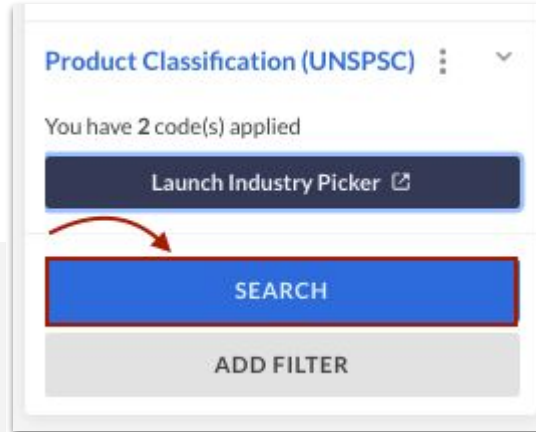 Product Classification (UNSPSC)
You have 2 code(s) applied
Launch Industry Picker
SEARCH
ADD FILTER